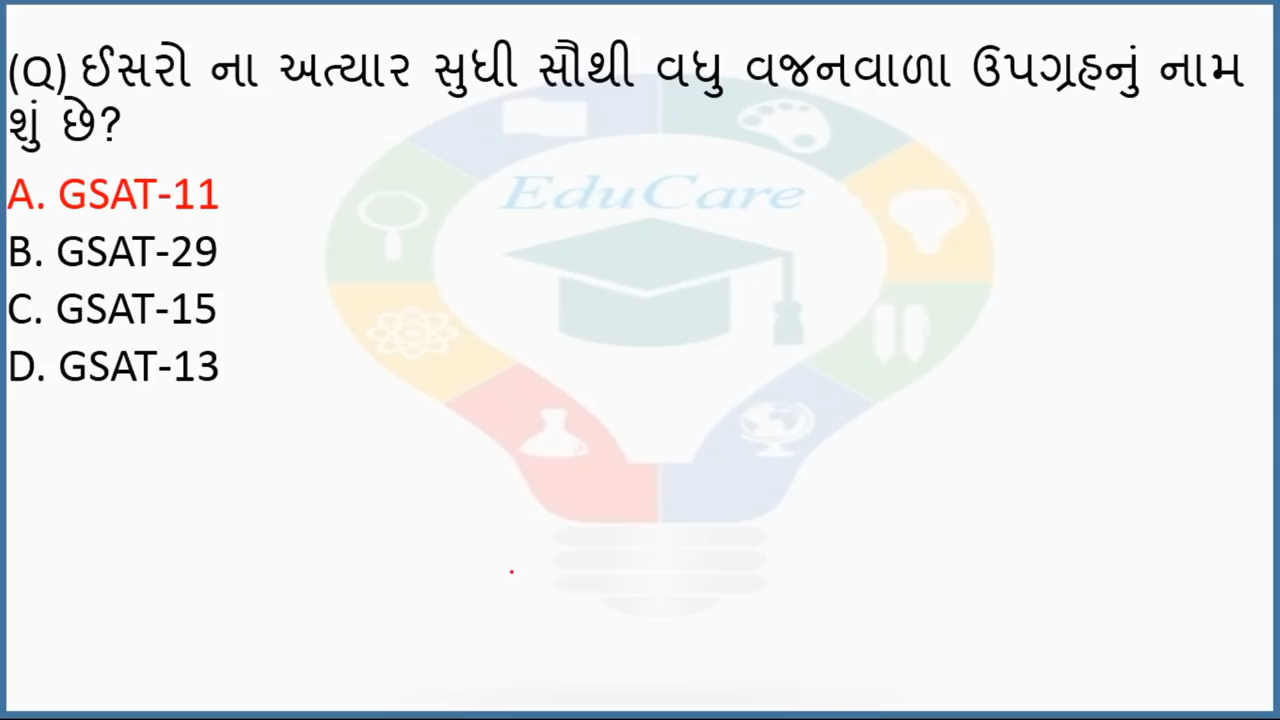 (Q) ઈસરો ના અત્યાર સુધી સૌથી વધુ વજનવાળા ઉપગ્રહનું નામ
શું છે?
A. GSAT-11
EduCare
B. GSAT-29
C. GSAT-15
D. GSAT-13